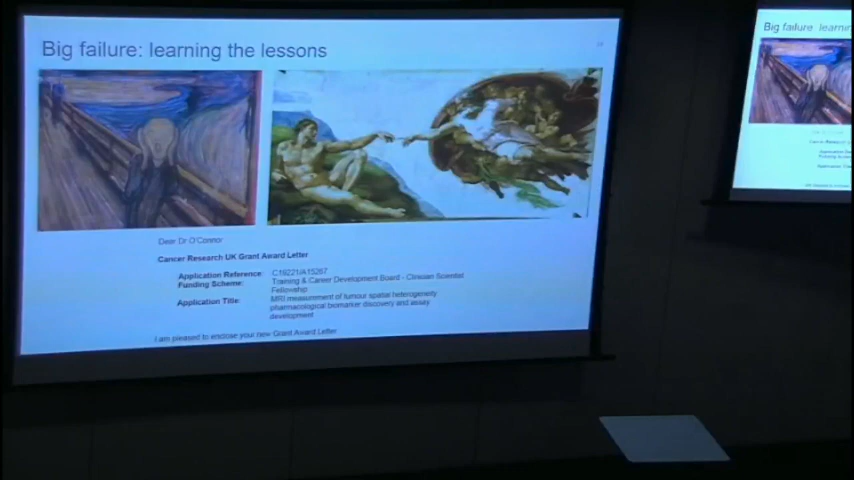 Big failure: learning the lessons
Dear Dr O'Connor
Cancer Research UK Grant Award Letter
Application Reference: C19221/A15267
Funding Scheme: Training & Career Development Board - Clinician Scientist
Fellowship
Application Title: MRI measurement of tumour spatial heterogeneity
pharmacological biomarker discovery and assay
development
I am pleased to enclose your new Grant Award Letter
Big failure: learnin